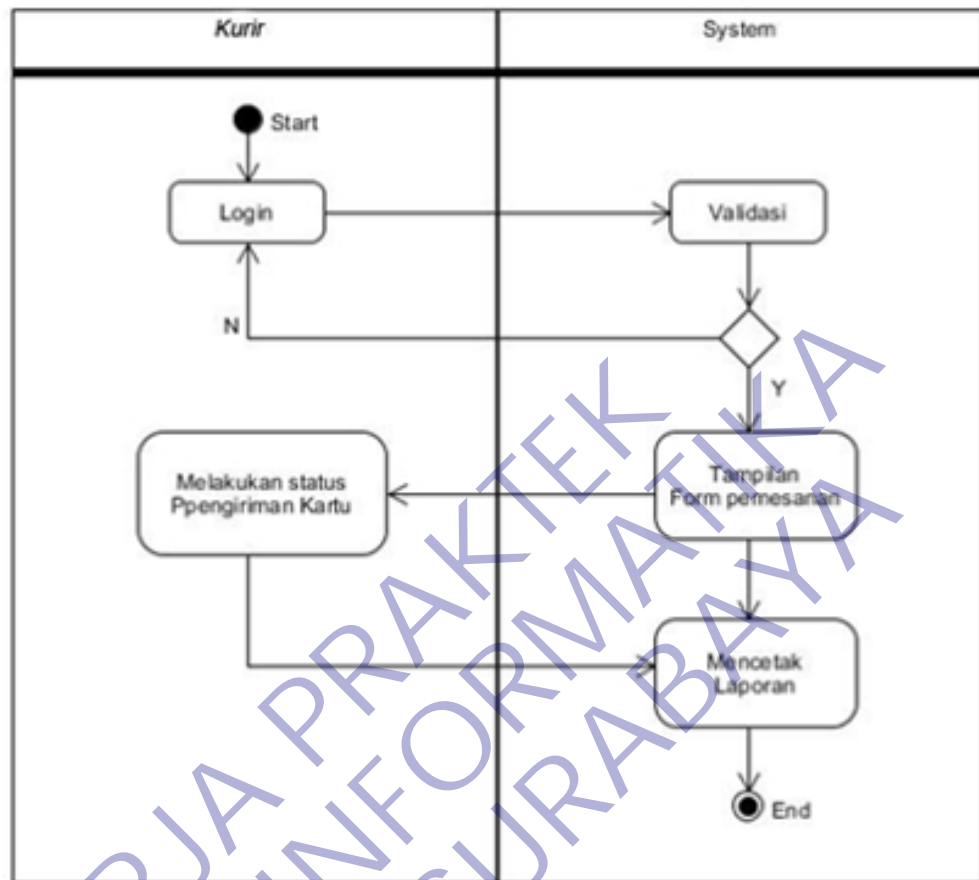 Kurir
System
Start
Login
Validasi
N
Y
Melakukan status
Ppengiriman Kartu
Tampilan
Form pemesanan
Mencetak
Laporan
End
PRAKTEK
INFORMATIKA
SURABAYA